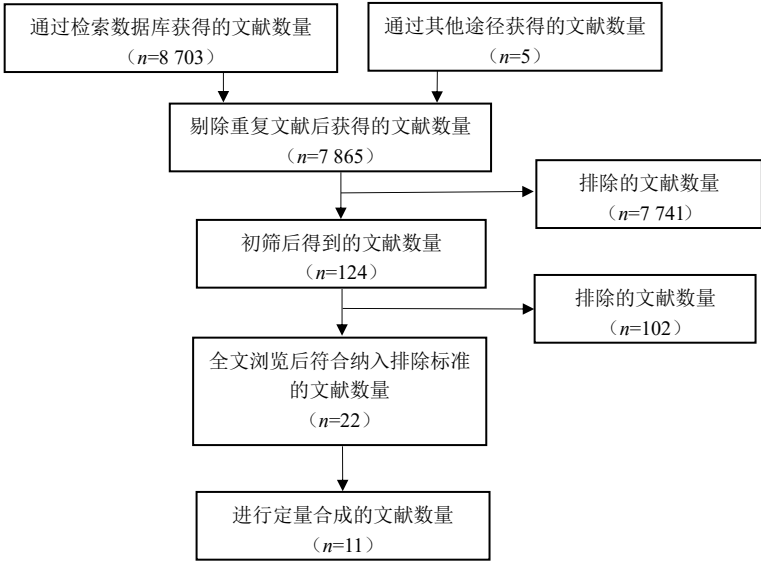 通过检索数据库获得的文献数量
（n=8 703）
通过其他途径获得的文献数量
（n=5）
剔除重复文献后获得的文献数量
（n=7 865）
排除的文献数量
（n=7 741）
初筛后得到的文献数量
（n=124）
排除的文献数量
（n=102）
全文浏览后符合纳入排除标准
的文献数量
（n=22）
进行定量合成的文献数量
（n=11）